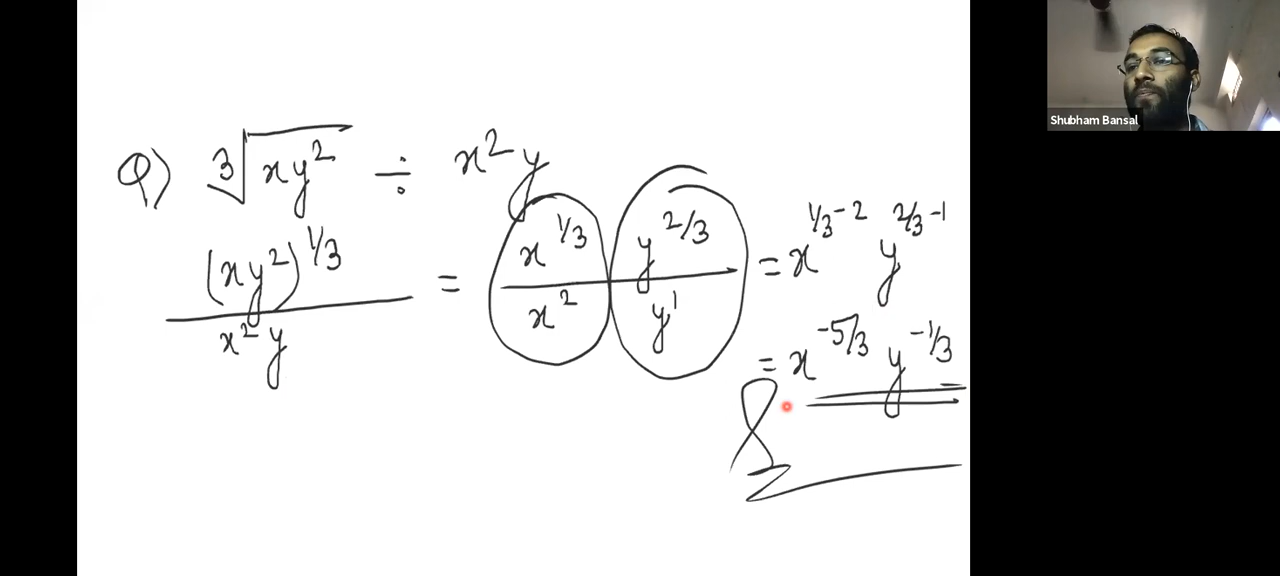 Q) ∛(xy²) ÷ x²y
(xy²)^1/3 / x²y = x^1/3 y^2/3 / x² y¹ = x^1/3-2 y^2/3-1
= x^-5/3 y^-1/3
Shubham Bansal